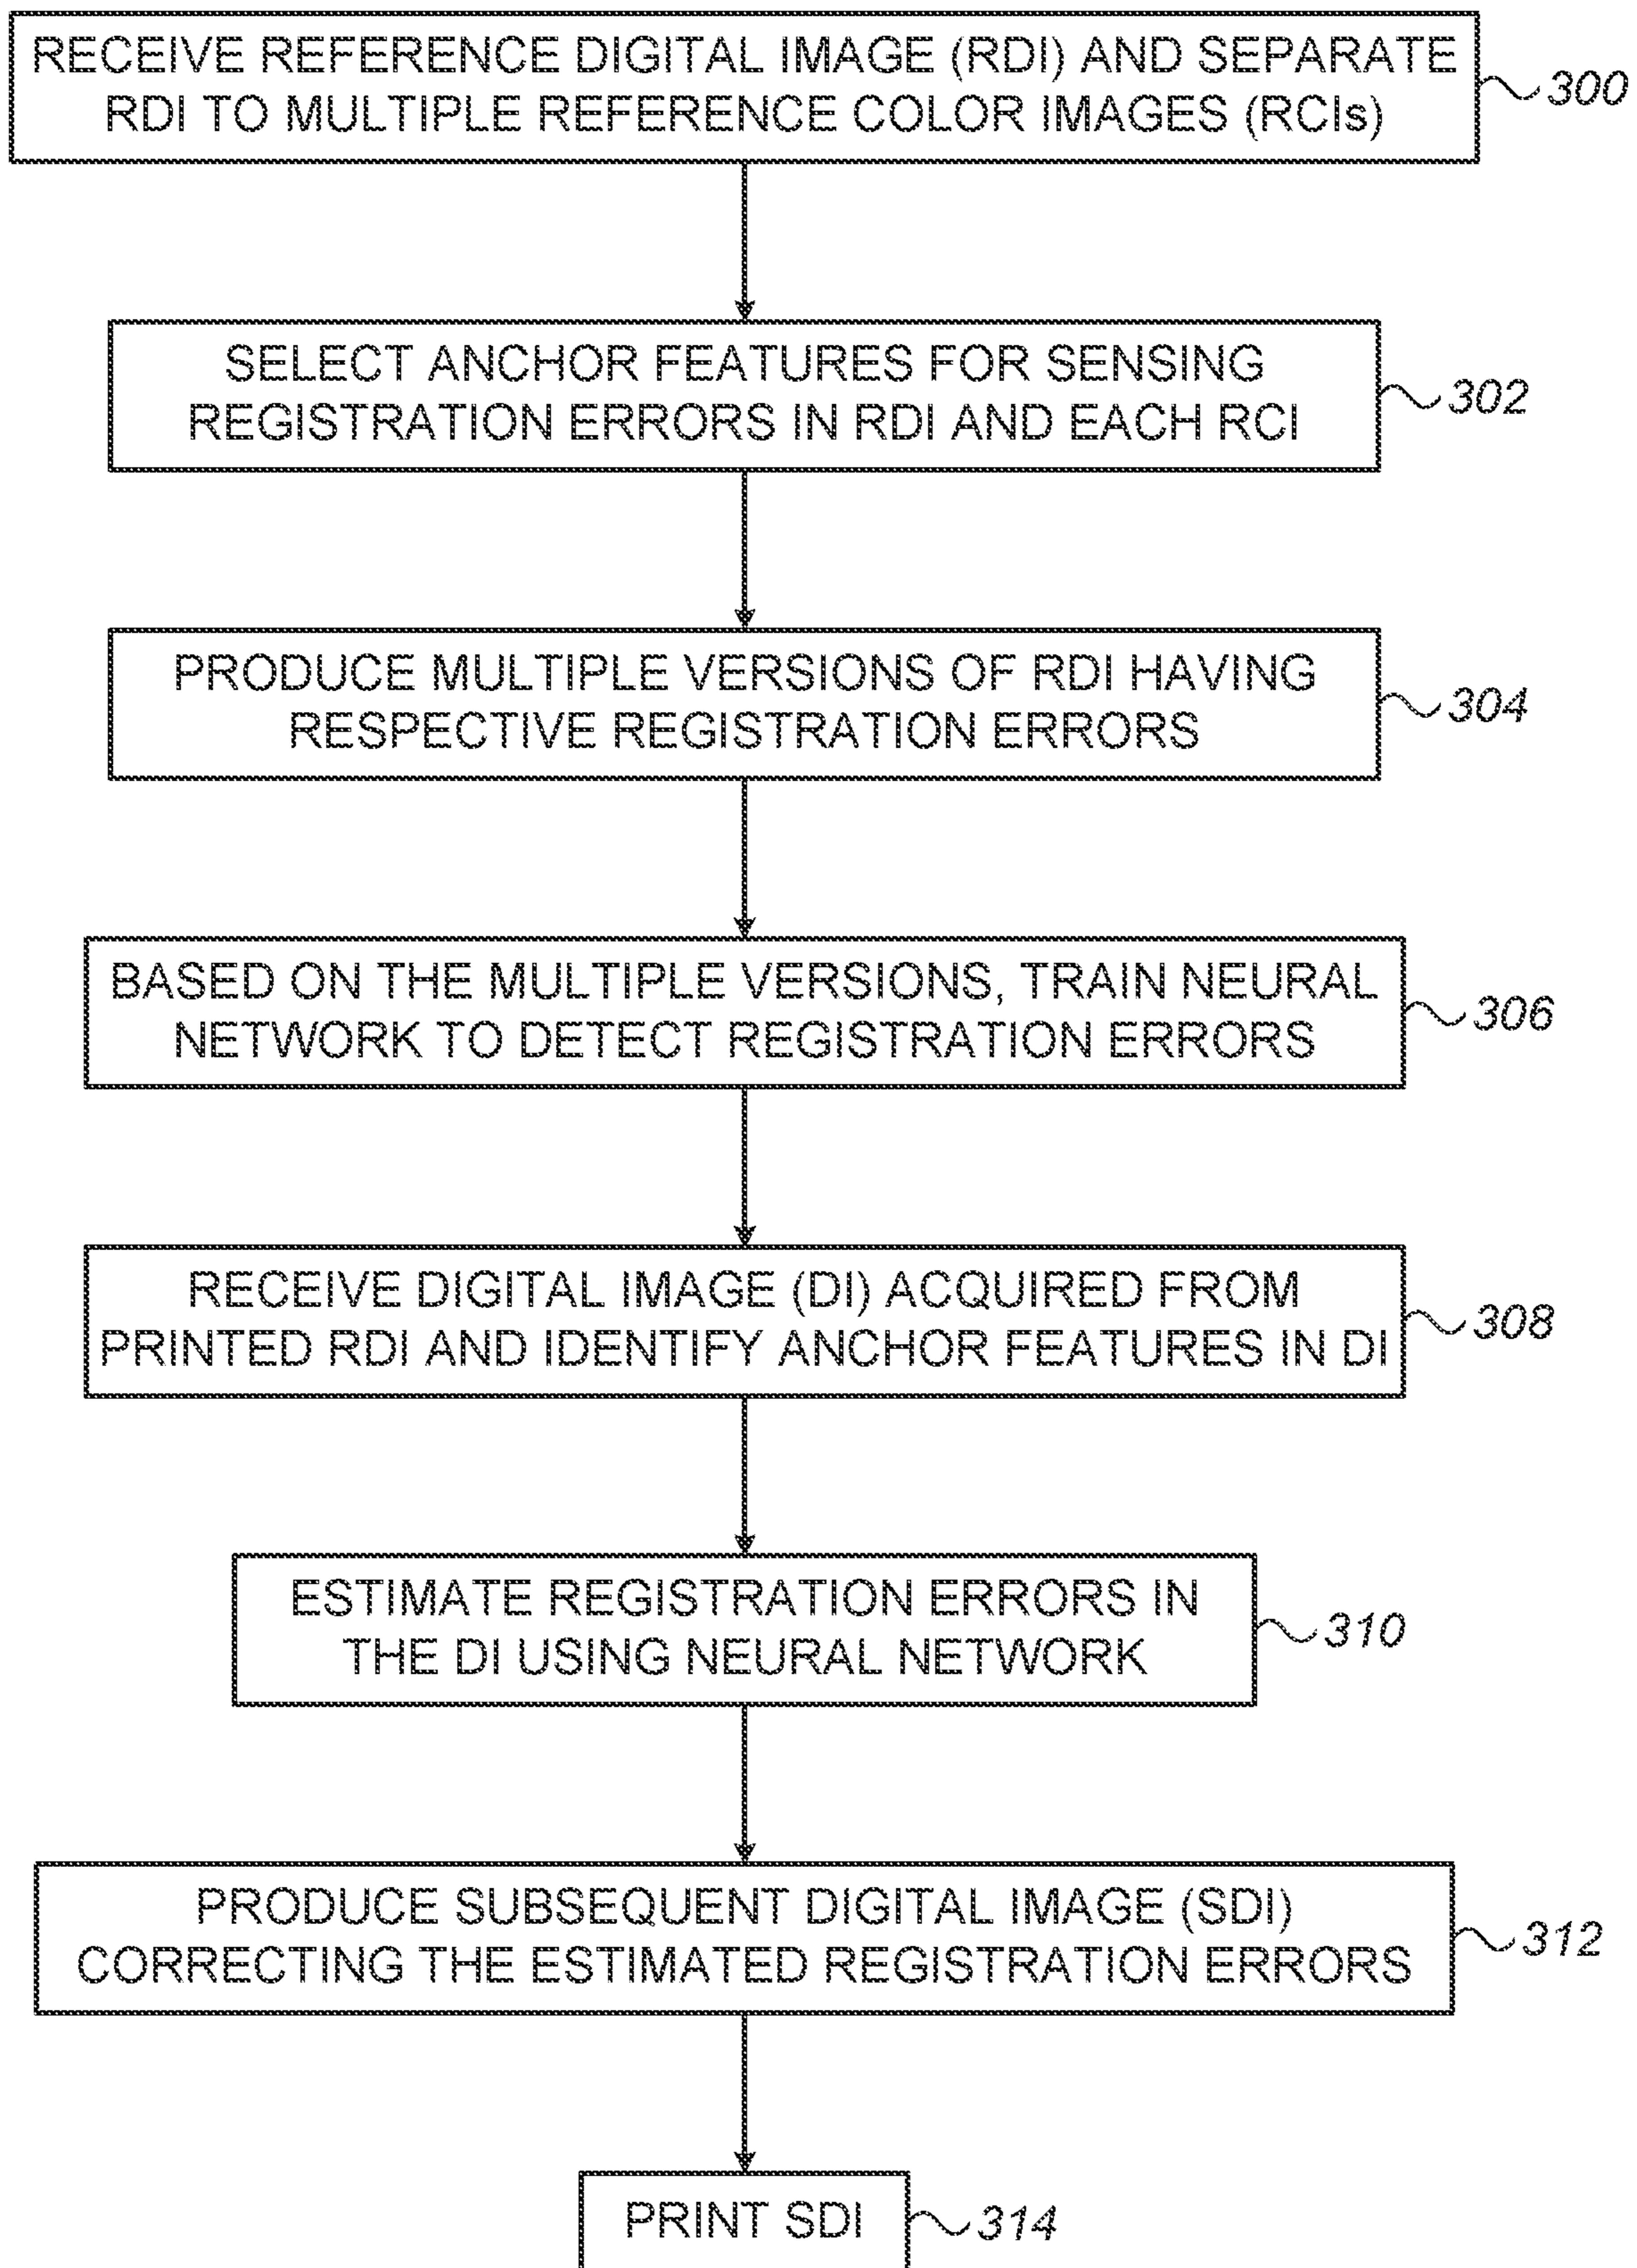 RECEIVE REFERENCE DIGITAL IMAGE (RDI) AND SEPARATE
RDI TO MULTIPLE REFERENCE COLOR IMAGES (RCIs)
300
SELECT ANCHOR FEATURES FOR SENSING
REGISTRATION ERRORS IN RDI AND EACH RCI
302
PRODUCE MULTIPLE VERSIONS OF RDI HAVING
RESPECTIVE REGISTRATION ERRORS
304
BASED ON THE MULTIPLE VERSIONS, TRAIN NEURAL
NETWORK TO DETECT REGISTRATION ERRORS
306
RECEIVE DIGITAL IMAGE (DI) ACQUIRED FROM
PRINTED RDI AND IDENTIFY ANCHOR FEATURES IN DI
308
ESTIMATE REGISTRATION ERRORS IN
THE DI USING NEURAL NETWORK
310
PRODUCE SUBSEQUENT DIGITAL IMAGE (SDI)
CORRECTING THE ESTIMATED REGISTRATION ERRORS
312
PRINT SDI
314